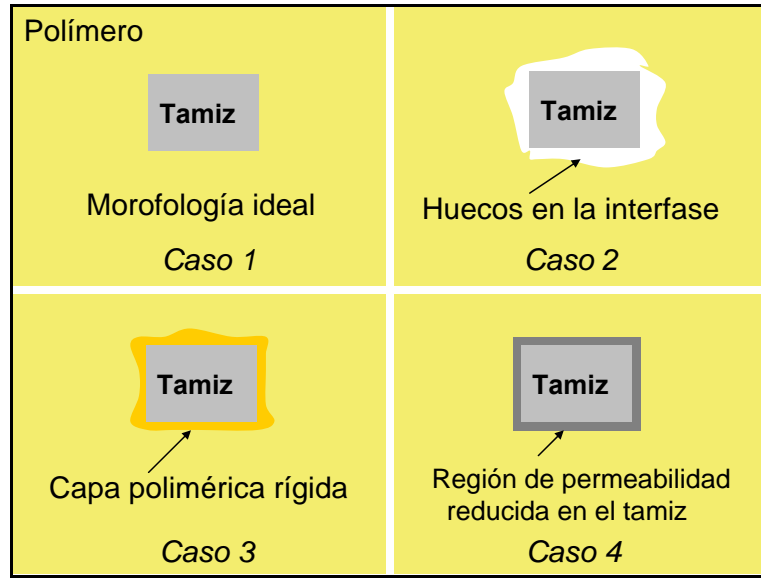 Polímero
Tamiz
Morofología ideal
Caso 1
Tamiz
Huecos en la interfase
Caso 2
Tamiz
Capa polimérica rígida
Caso 3
Tamiz
Región de permeabilidad
reducida en el tamiz
Caso 4